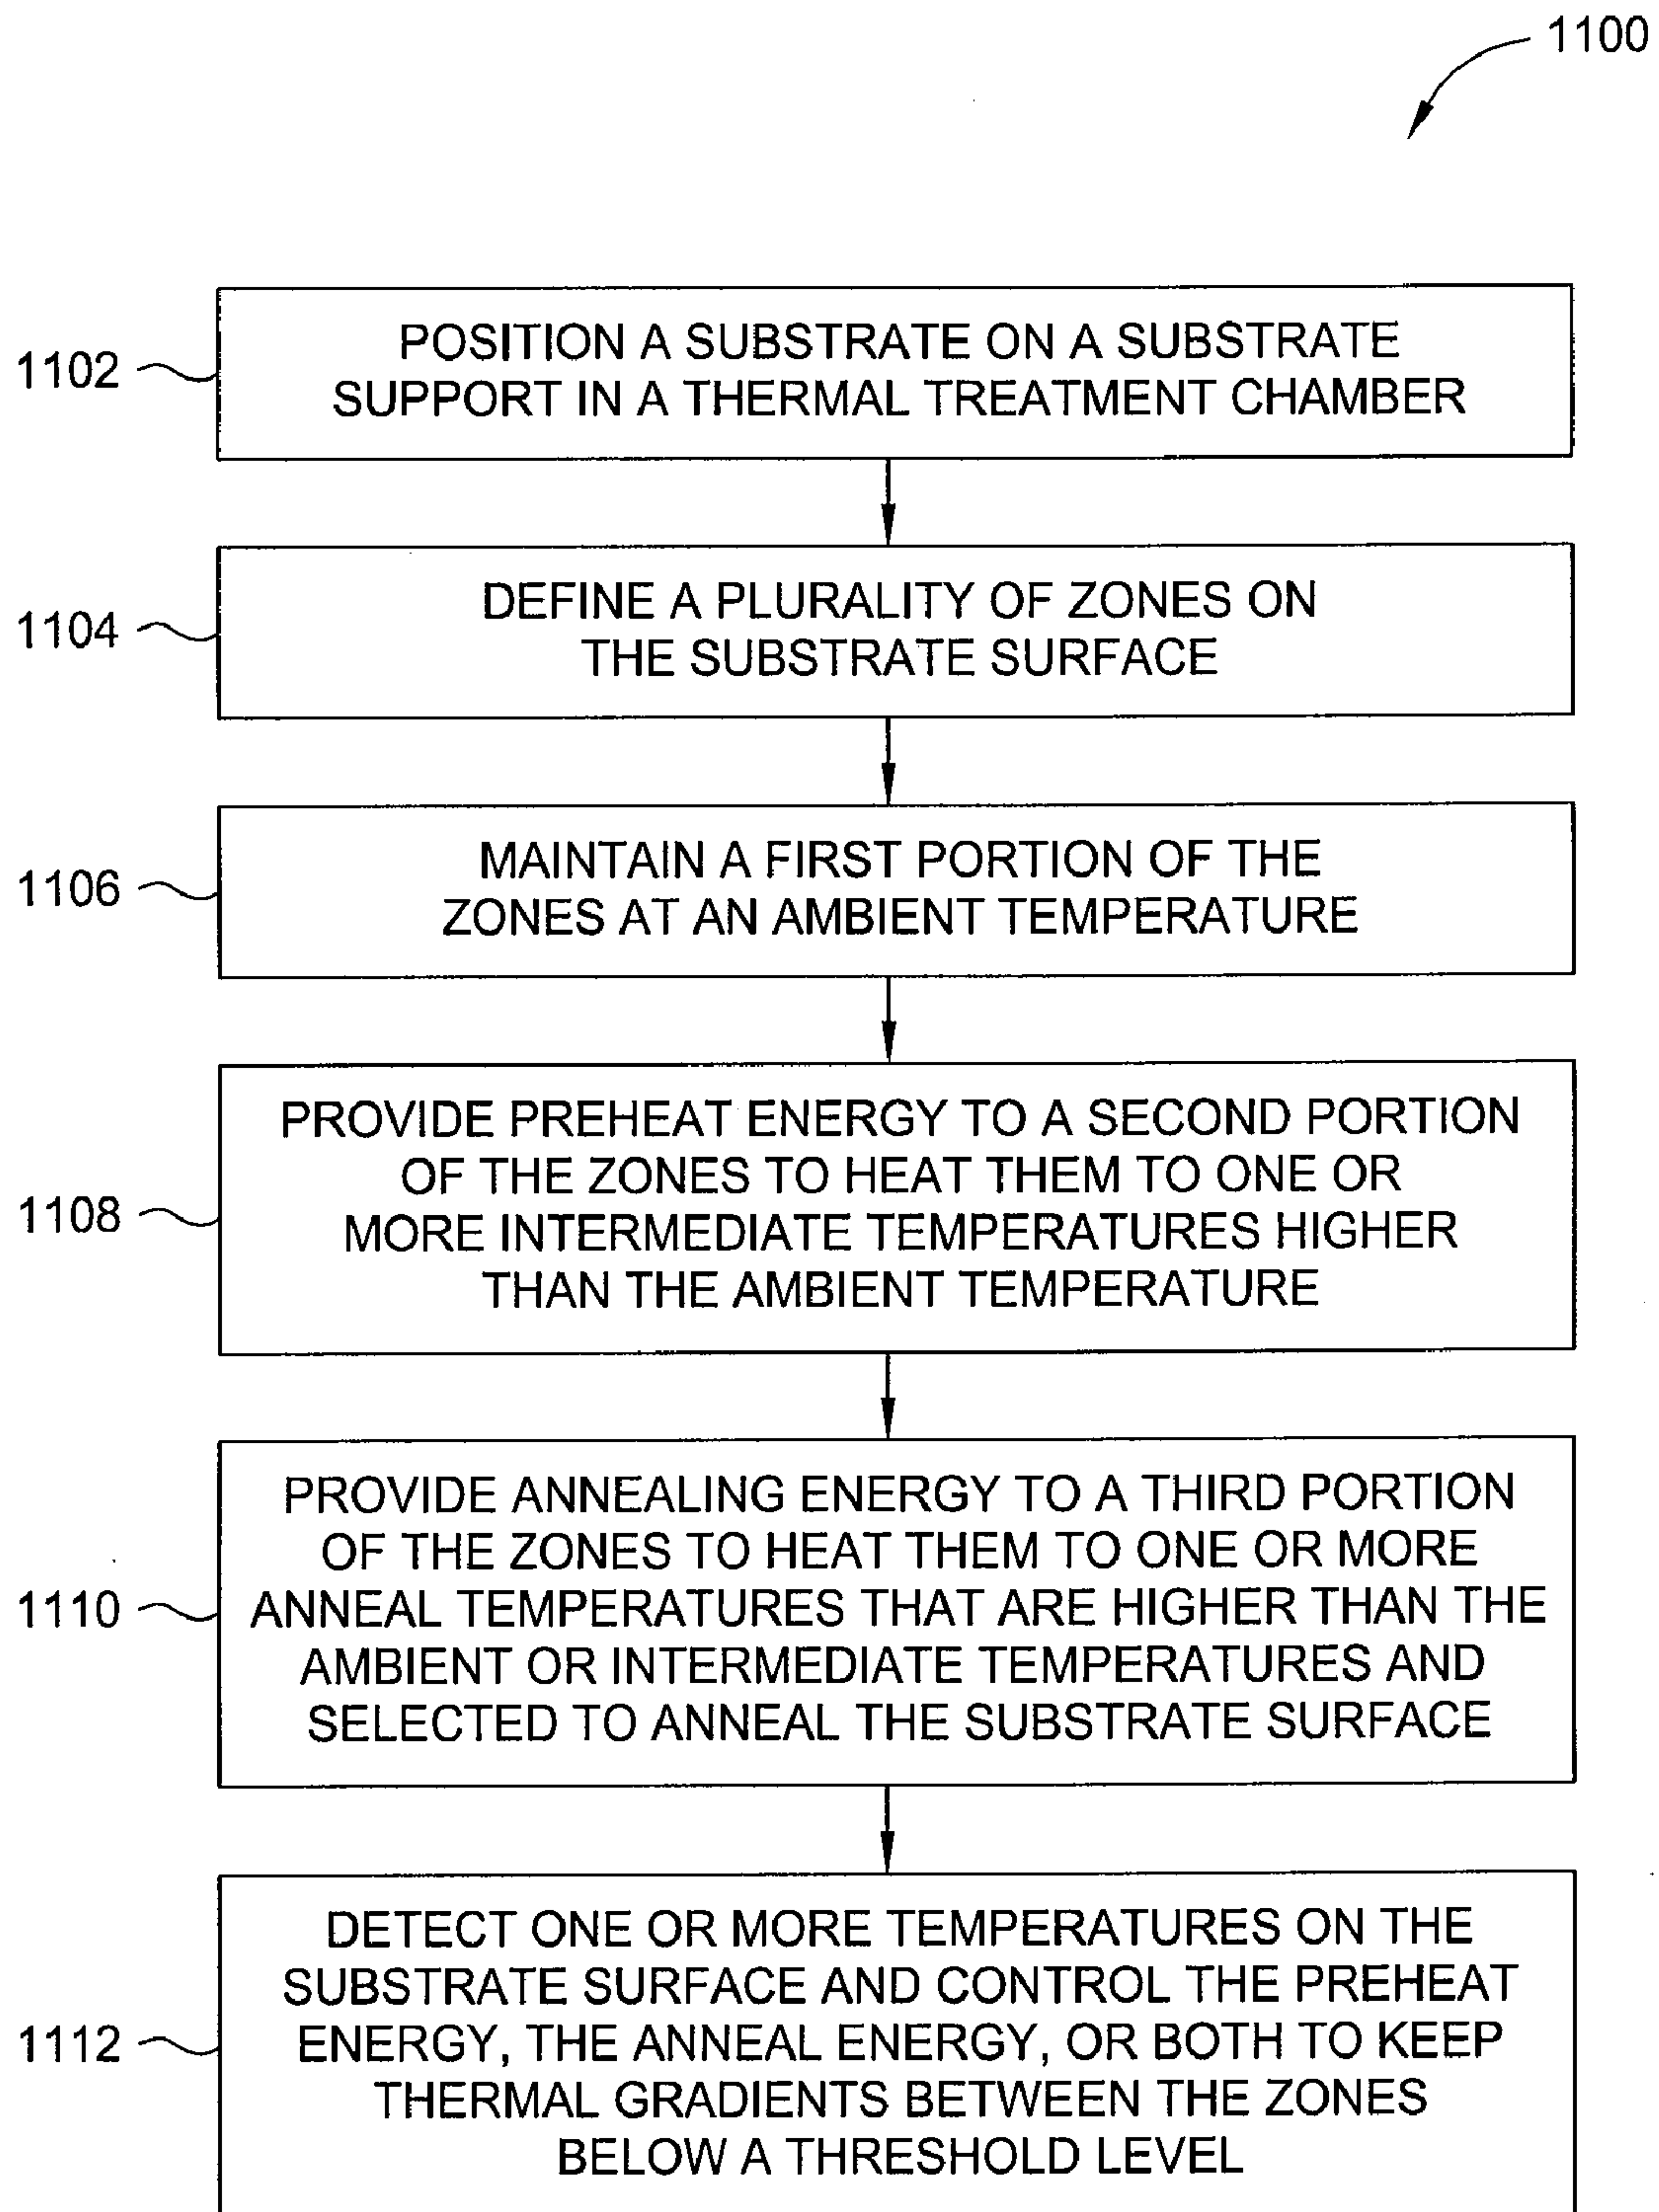 1100
1102
POSITION A SUBSTRATE ON A SUBSTRATE
SUPPORT IN A THERMAL TREATMENT CHAMBER
1104
DEFINE A PLURALITY OF ZONES ON
THE SUBSTRATE SURFACE
1106
MAINTAIN A FIRST PORTION OF THE
ZONES AT AN AMBIENT TEMPERATURE
1108
PROVIDE PREHEAT ENERGY TO A SECOND PORTION
OF THE ZONES TO HEAT THEM TO ONE OR
MORE INTERMEDIATE TEMPERATURES HIGHER
THAN THE AMBIENT TEMPERATURE
1110
PROVIDE ANNEALING ENERGY TO A THIRD PORTION
OF THE ZONES TO HEAT THEM TO ONE OR MORE
ANNEAL TEMPERATURES THAT ARE HIGHER THAN THE
AMBIENT OR INTERMEDIATE TEMPERATURES AND
SELECTED TO ANNEAL THE SUBSTRATE SURFACE
1112
DETECT ONE OR MORE TEMPERATURES ON THE
SUBSTRATE SURFACE AND CONTROL THE PREHEAT
ENERGY, THE ANNEAL ENERGY, OR BOTH TO KEEP
THERMAL GRADIENTS BETWEEN THE ZONES
BELOW A THRESHOLD LEVEL